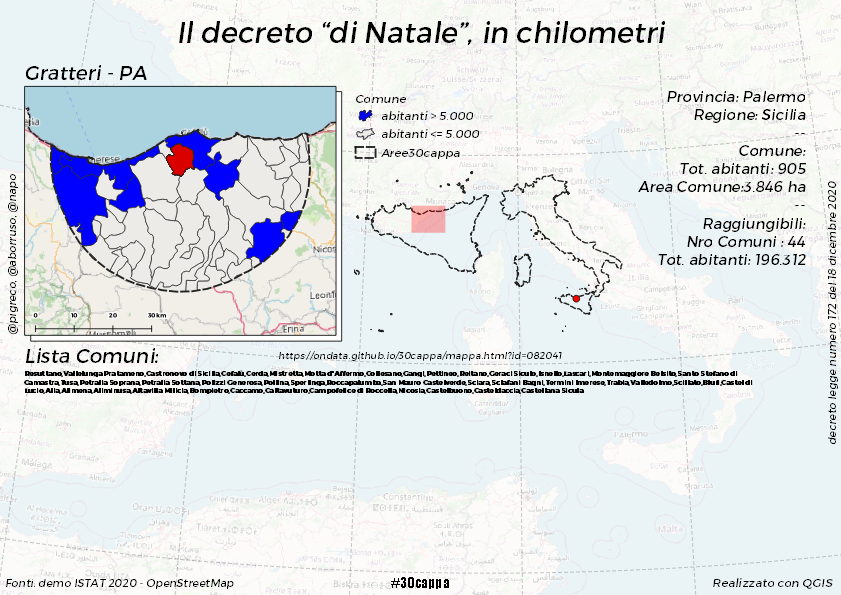 Il decreto “di Natale”, in chilometri
Gratteri - PA
Comune
abitanti > 5.000
abitanti <= 5.000
Aree30cappa
Provincia: Palermo
Regione: Sicilia
--
Comune:
Tot. abitanti: 905
Area Comune:3.846 ha
--
Raggiungibili:
Nro Comuni : 44
Tot. abitanti: 196.312
@pigreco, @aborruso, @napo
decreto legge numero 172 del 18 dicembre 2020
Nicos
Leonf
Enna
0 10 20 30 km
Lista Comuni:
https://ondata.github.io/30cappa/mappa.html?id=082041
Resuttano,Vallelunga Pratameno,Castronovo di Sicilia,Cefalù,Cerda,Mistretta,Motta d'Affermo,Collesano,Gangi,Pettineo,Reitano,Geraci Siculo,Isnello,Lascari,Montemaggiore Belsito,Santo Stefano di
Camastra,Tusa,Petralia Soprana,Petralia Sottana,Polizzi Generosa,Pollina,Sperlinga,Roccapalumba,San Mauro Castelverde,Sciara,Sclafani Bagni,Termini Imerese,Trabia,Valledolmo,Scillato,Blufi,Castel di
Lucio,Alia,Alimena,Aliminusa,Altavilla Milicia,Bompietro,Caccamo,Caltavuturo,Campofelice di Roccella,Nicosia,Castelbuono,Casteldaccia,Castellana Sicula
Fonti. demo ISTAT 2020 - OpenStreetMap
#30cappa
Realizzato con QGIS